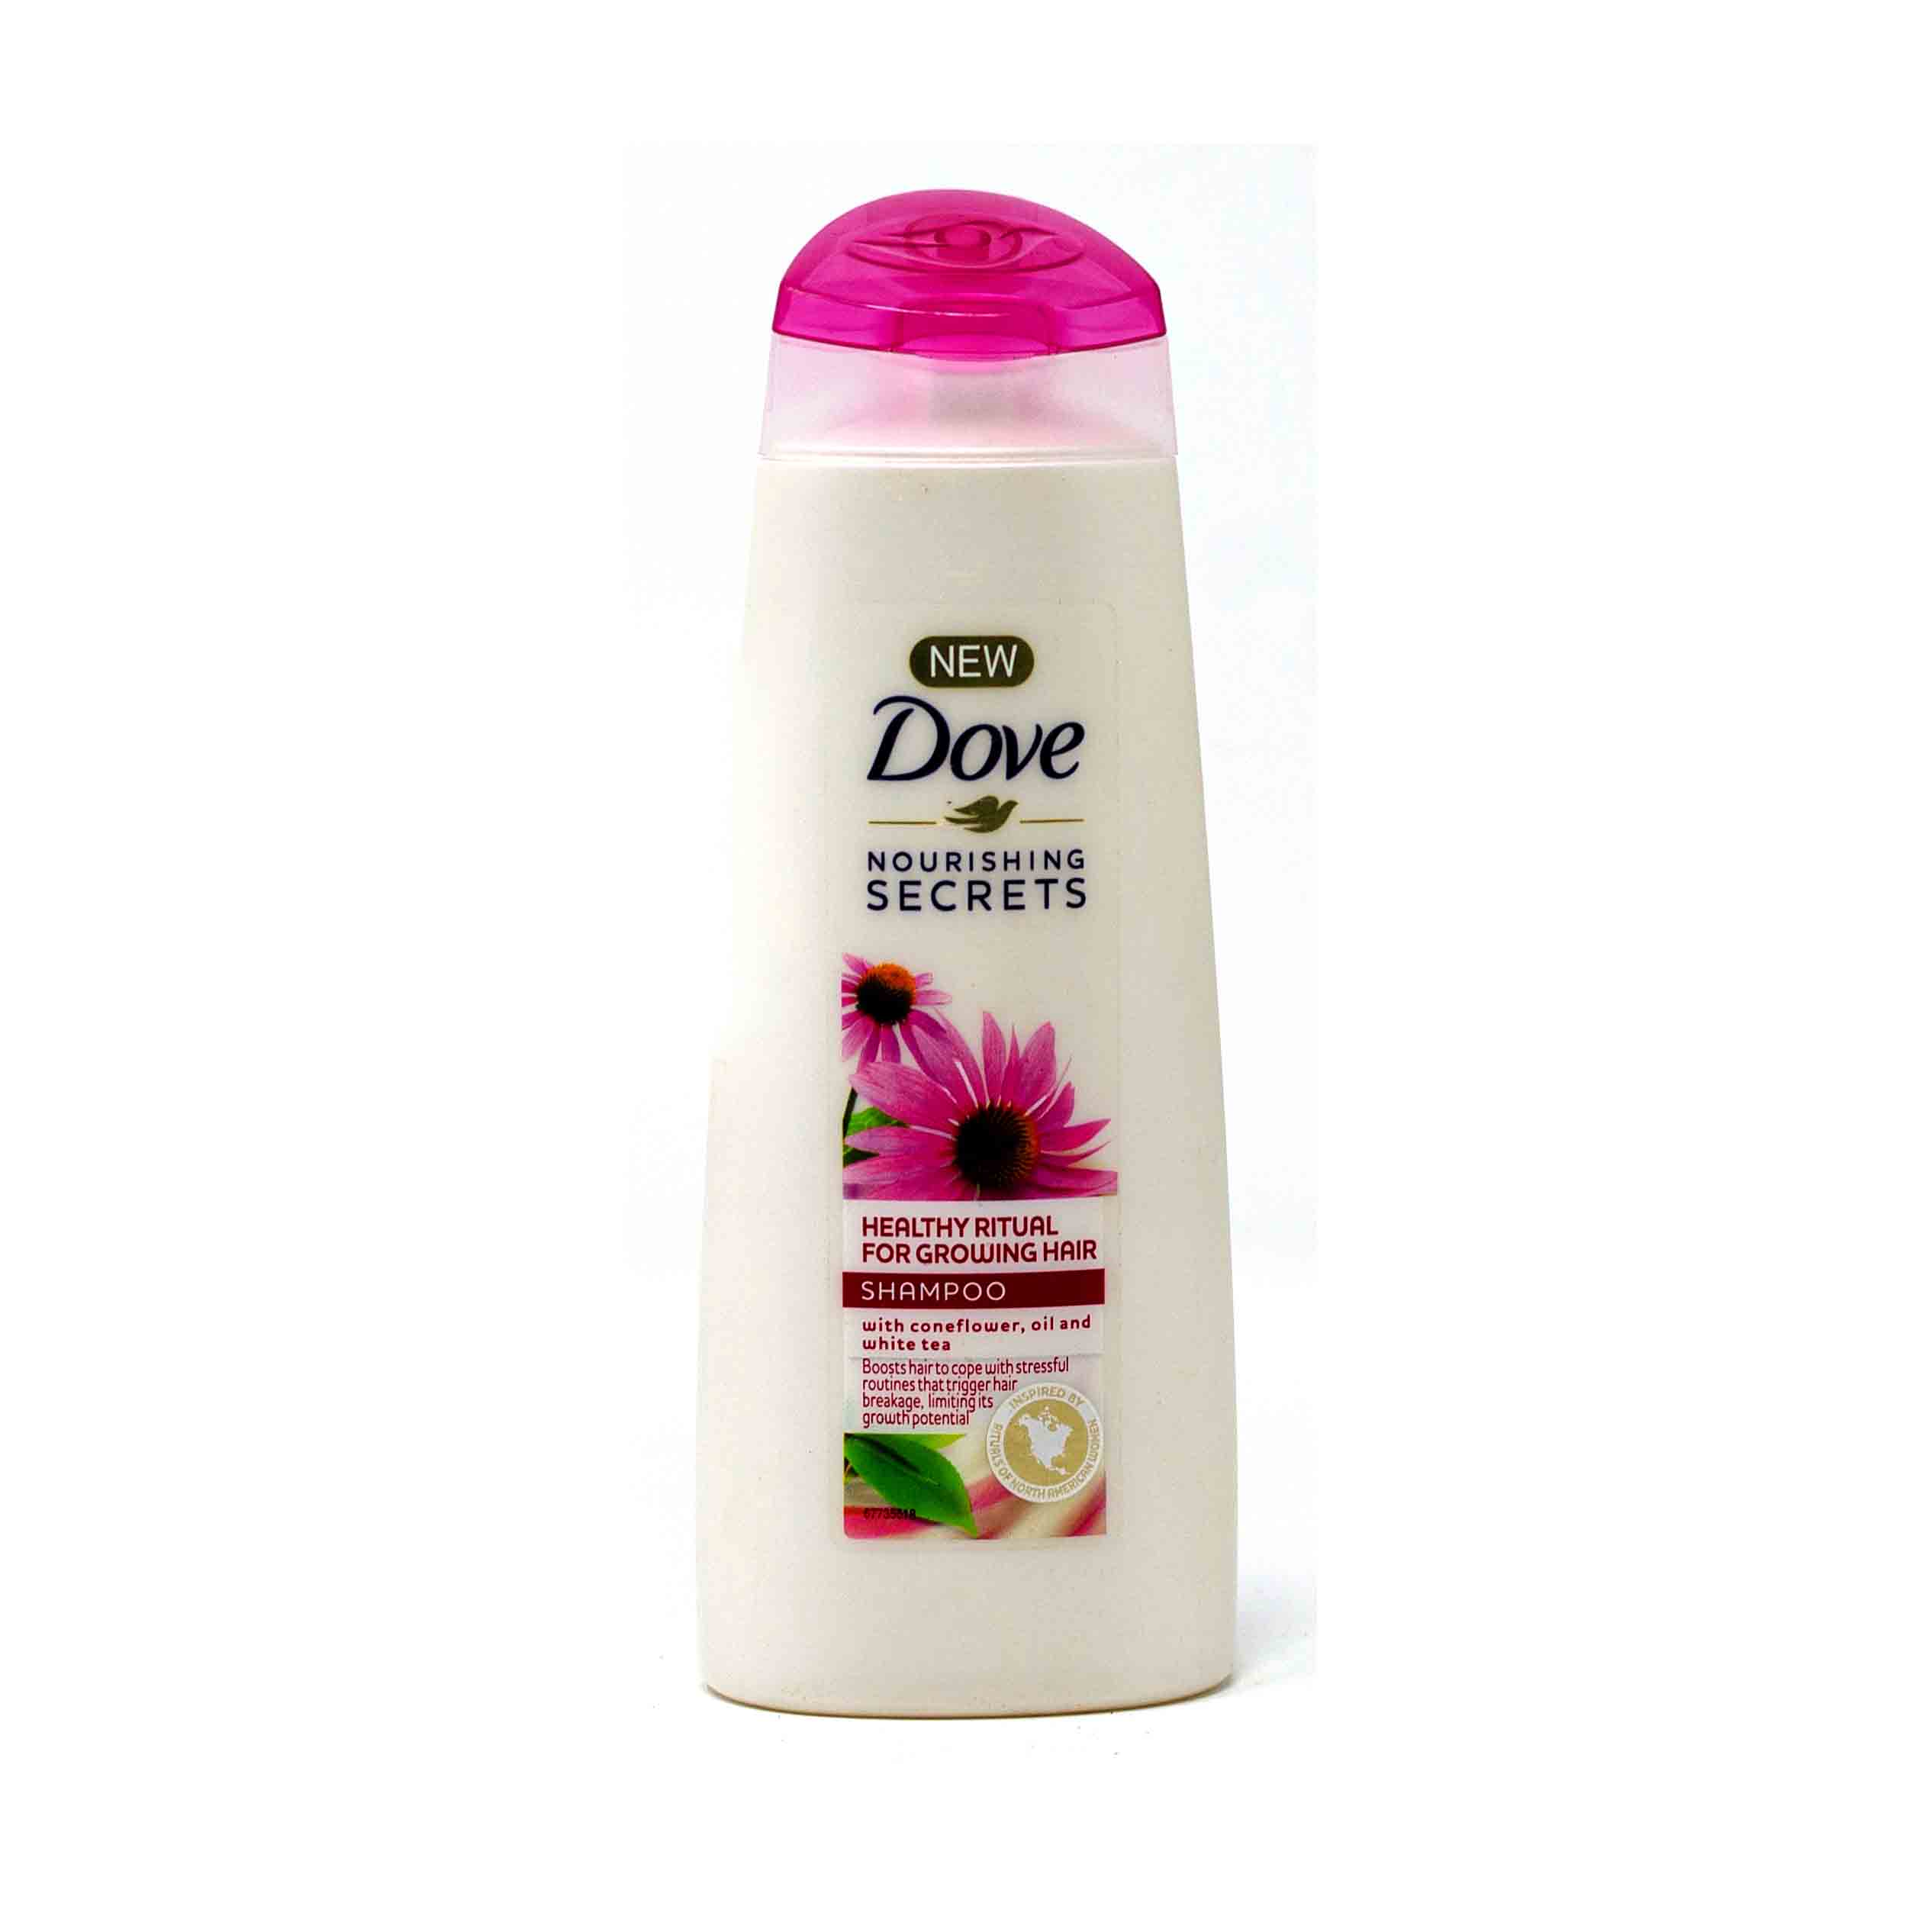 NEW
Dove
NOURISHING
SECRETS
HEALTHY RITUAL
FOR GROWING HAIR
SHAMPOO
with coneflower, oil and
white tea
Boosts hair to cope with stressful
routines that trigger hair
breakage, limiting its
growth potential
INSPIRED BY
RITUALS OF NORTH AMERICAN WOMEN